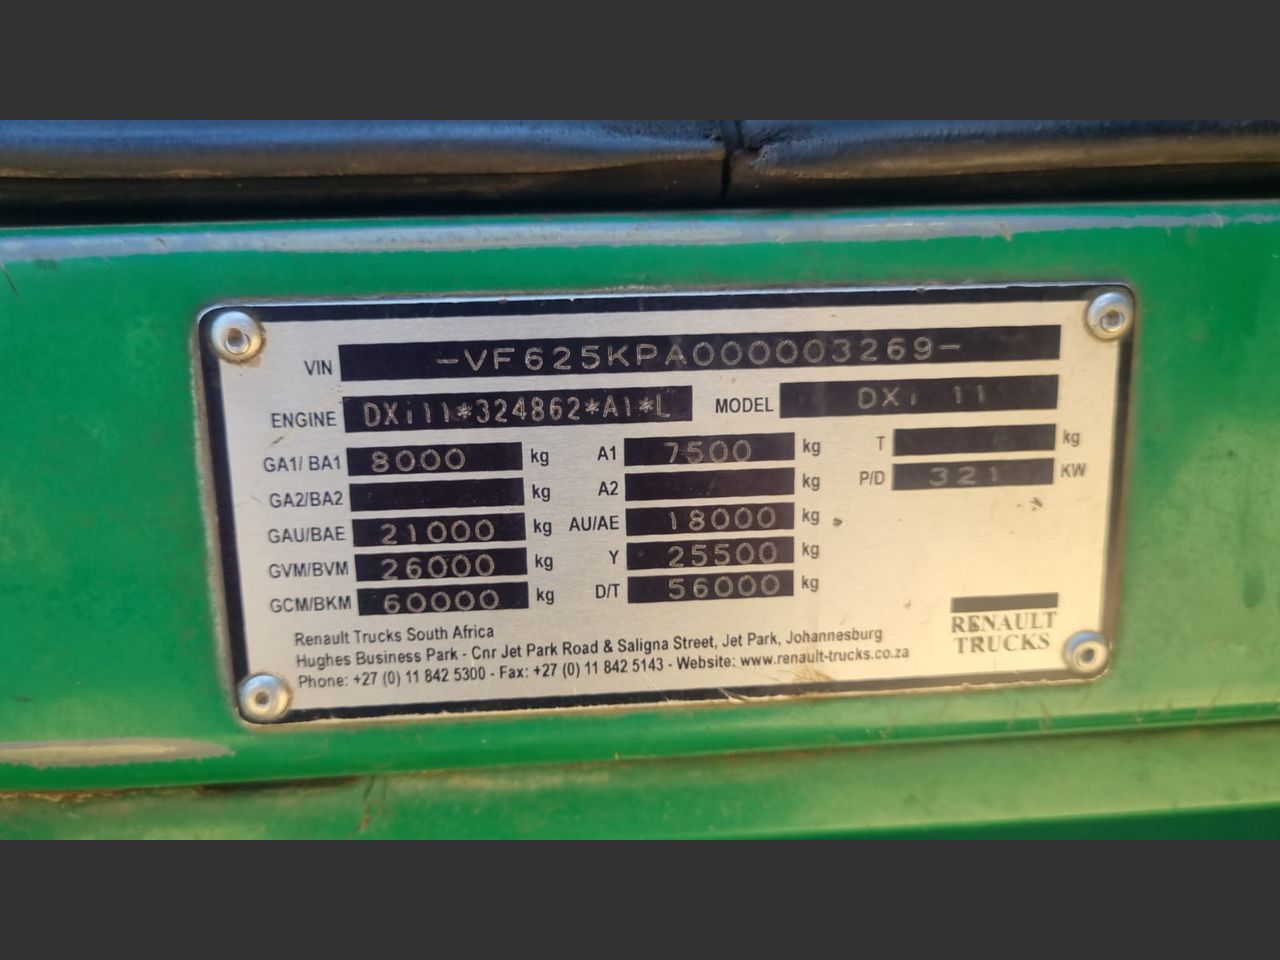 VIN -VF625KPA000003269-
ENGINE DXi11*324862*A1*L MODEL DXi 11
GA1/ BA1 8000 kg A1 7500 kg T kg
GA2/BA2 kg A2 kg P/D 321 KW
GAU/BAE 21000 kg AU/AE 18000 kg
GVM/BVM 26000 kg Y 25500 kg
GCM/BKM 60000 kg D/T 56000 kg
RENAULT
TRUCKS
Renault Trucks South Africa
Hughes Business Park - Cnr Jet Park Road & Saligna Street, Jet Park, Johannesburg
Phone: +27 (0) 11 842 5300 - Fax: +27 (0) 11 842 5143 - Website: www.renault-trucks.co.za